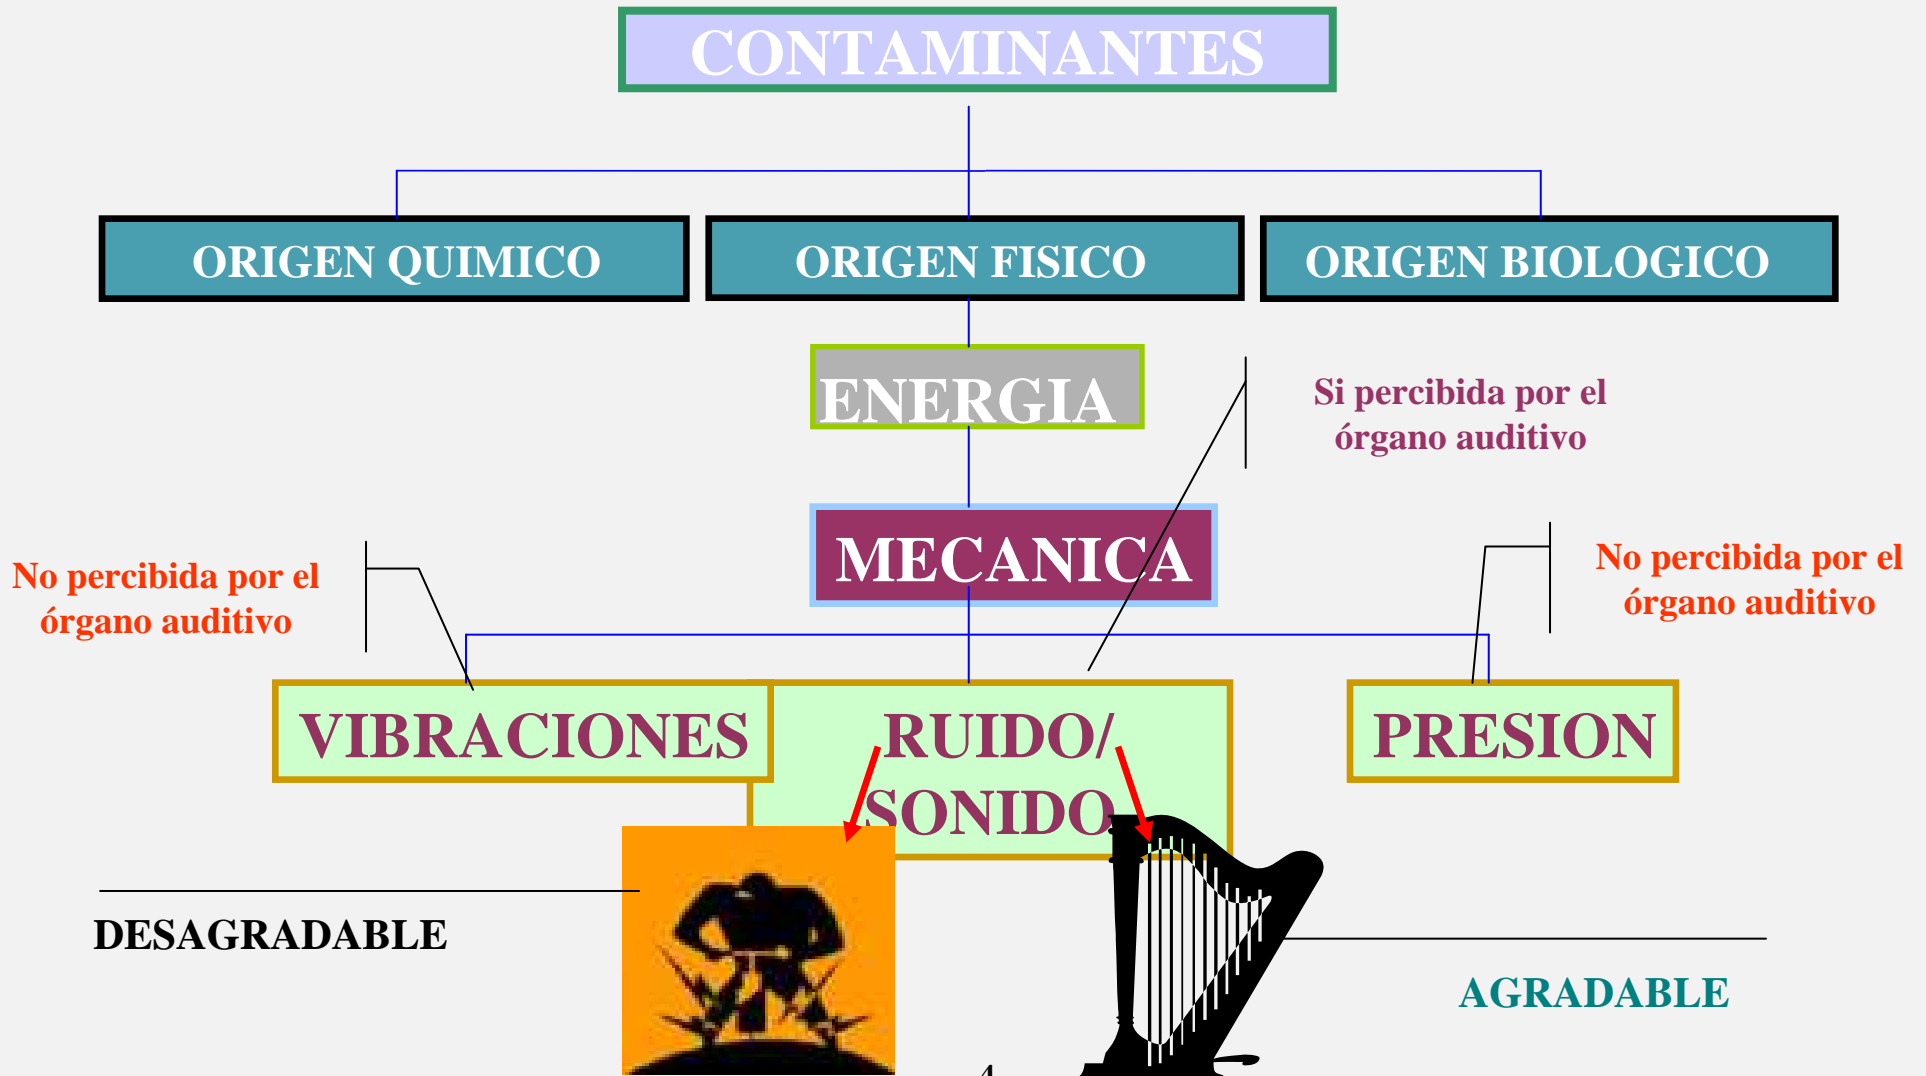 CONTAMINANTES
ORIGEN QUIMICO
ORIGEN FISICO
ORIGEN BIOLOGICO
ENERGIA
Si percibida por el
órgano auditivo
MECANICA
No percibida por el
órgano auditivo
No percibida por el
órgano auditivo
VIBRACIONES
RUIDO/
SONIDO
PRESION
DESAGRADABLE
AGRADABLE
4